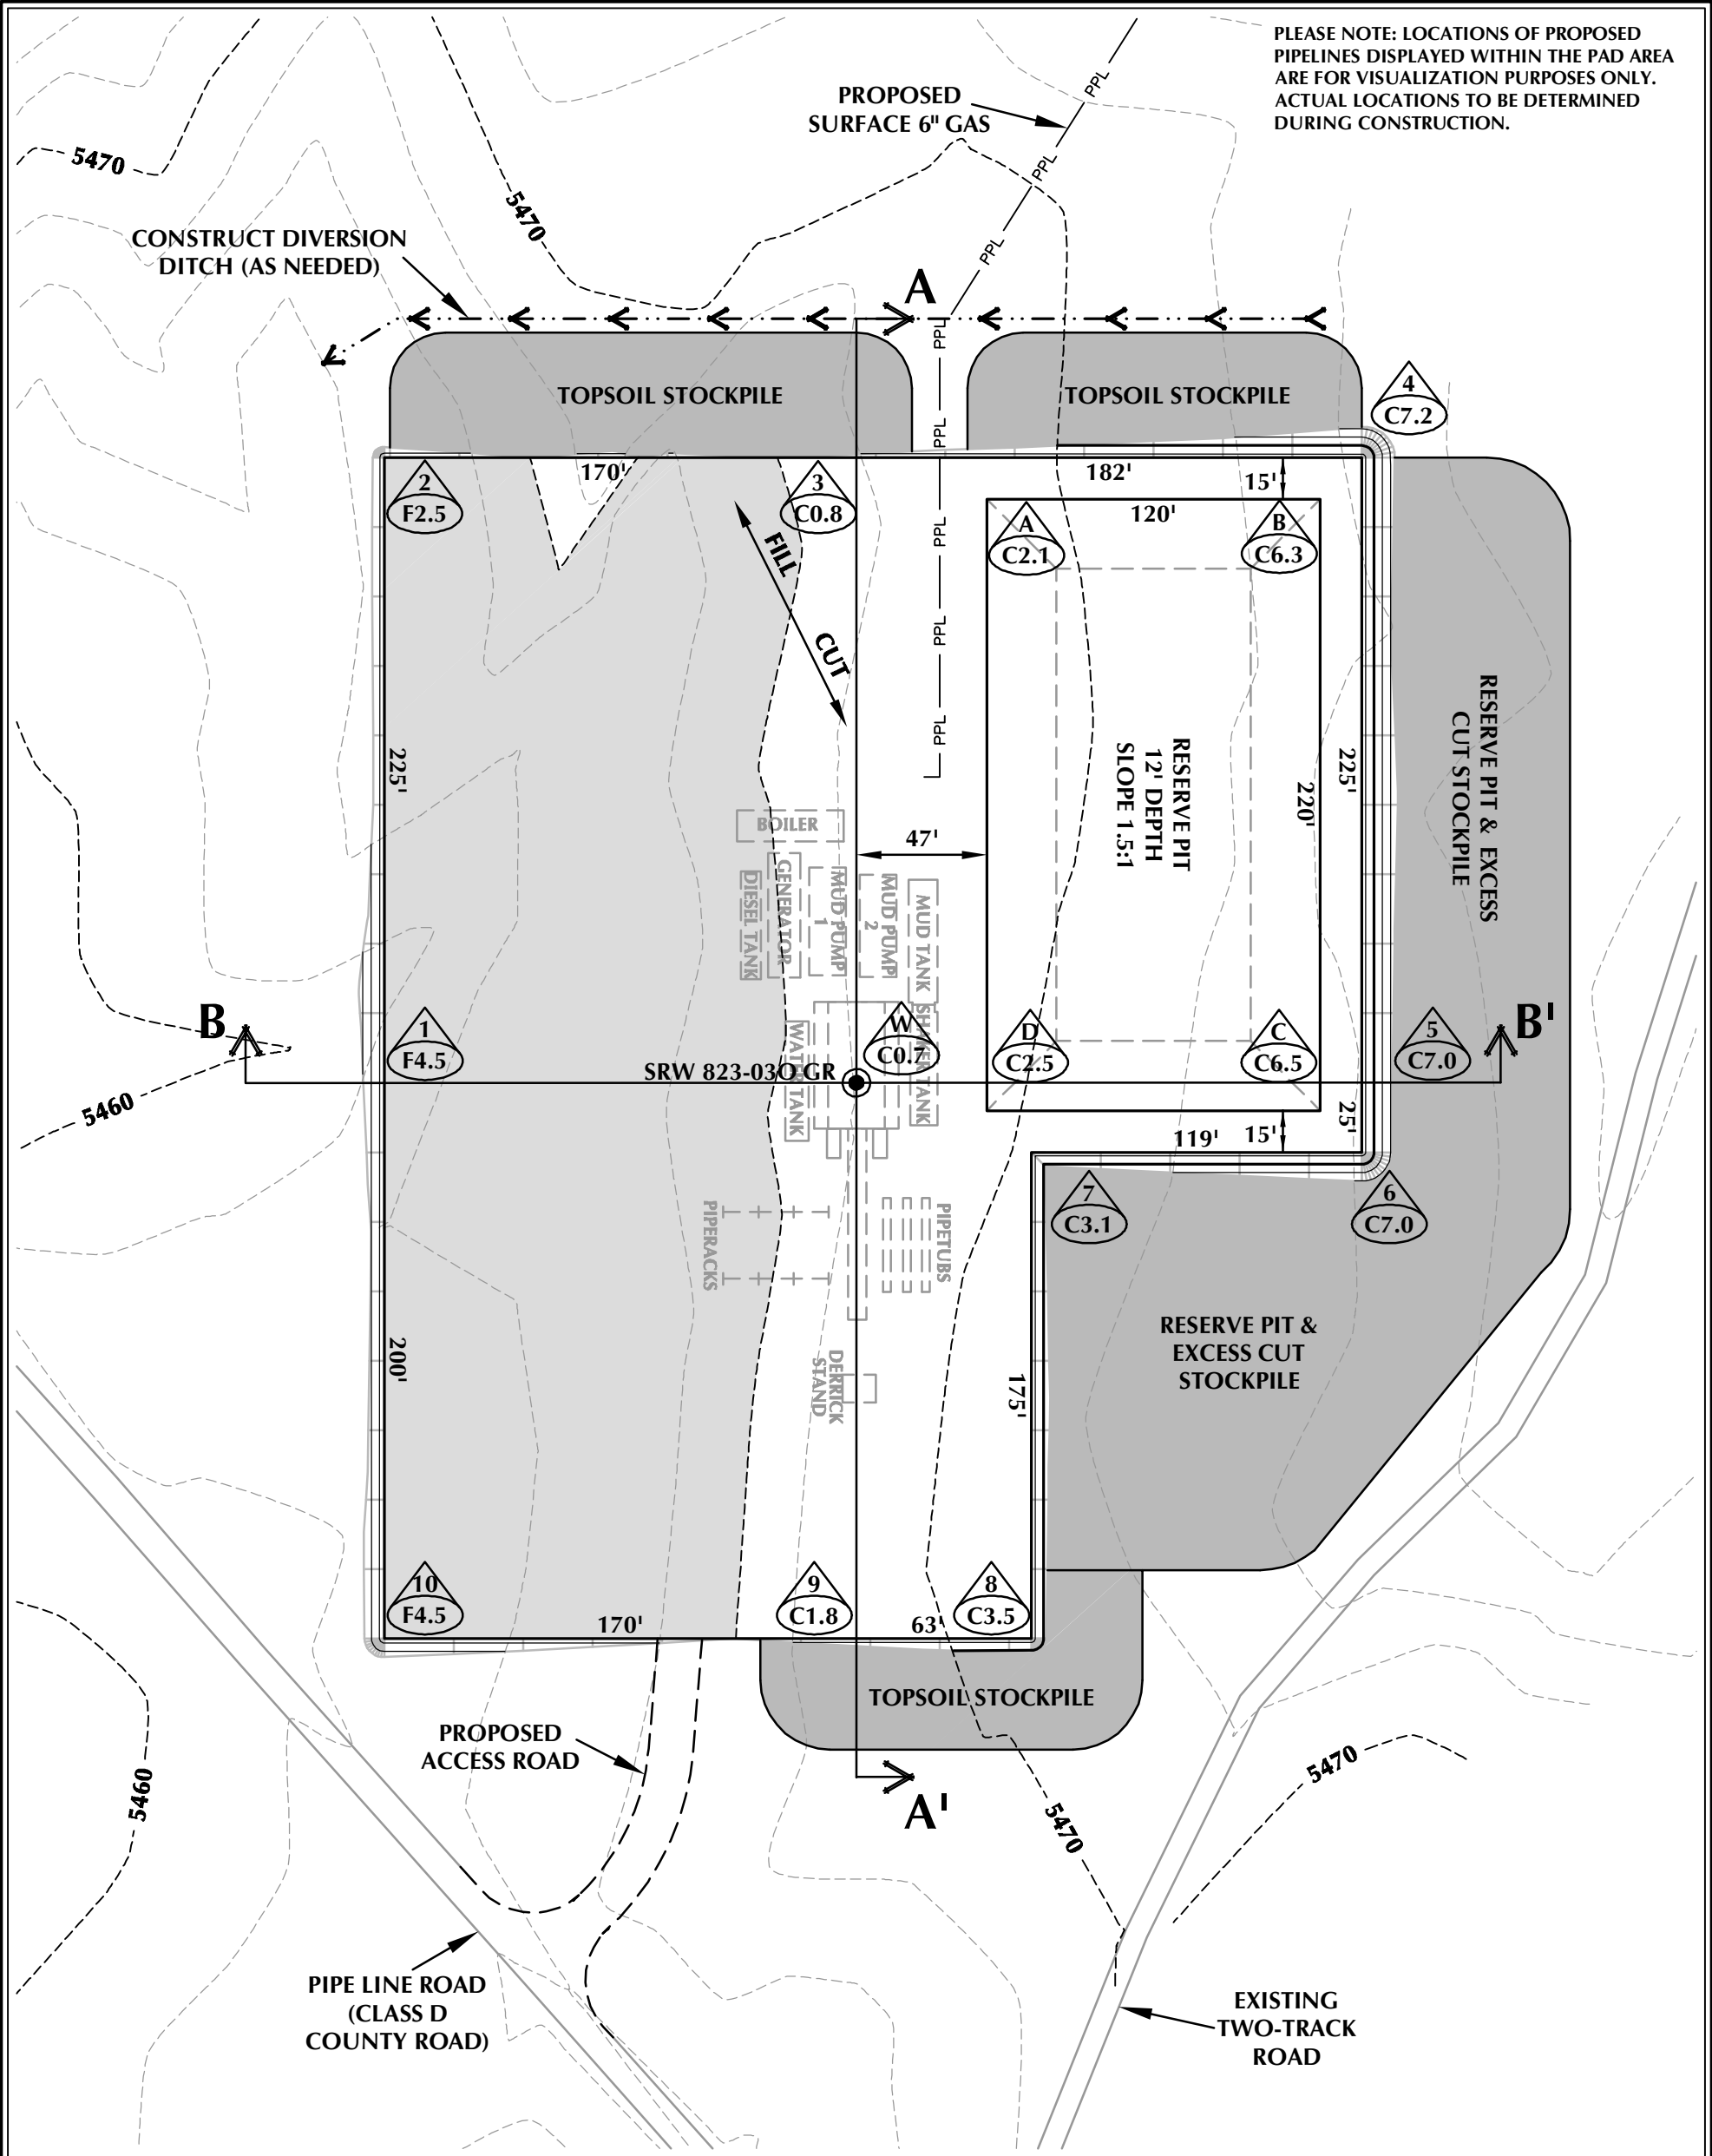 PLEASE NOTE: LOCATIONS OF PROPOSED
PIPELINES DISPLAYED WITHIN THE PAD AREA
ARE FOR VISUALIZATION PURPOSES ONLY.
ACTUAL LOCATIONS TO BE DETERMINED
DURING CONSTRUCTION.
PROPOSED
SURFACE 6" GAS
PPL
PPL
PPL
5470
5470
CONSTRUCT DIVERSION
DITCH (AS NEEDED)
A
PPL
TOPSOIL STOCKPILE
TOPSOIL STOCKPILE
4
C7.2
PPL
170'
182'
15'
2
F2.5
3
C0.8
120'
A
C2.1
B
C6.3
PPL
FILL
CUT
PPL
PPL
225'
RESERVE PIT
12' DEPTH
SLOPE 1.5:1
220'
225'
RESERVE PIT & EXCESS
CUT STOCKPILE
BOILER
47'
DIESEL TANK
GENERATOR
MUD PUMP
1
MUD PUMP
2
MUD TANK
B
1
F4.5
W
C0.7
D
C2.5
C
C6.5
5
C7.0
B'
SHAKER TANK
WATER TANK
SRW 823-03O GR
5460
119'
15'
25'
7
C3.1
6
C7.0
PIPERACKS
PIPETUBS
200'
DERRICK
STAND
175'
RESERVE PIT &
EXCESS CUT
STOCKPILE
10
F4.5
9
C1.8
8
C3.5
170'
63'
TOPSOIL STOCKPILE
PROPOSED
ACCESS ROAD
A'
5460
5470
5470
PIPE LINE ROAD
(CLASS D
COUNTY ROAD)
EXISTING
TWO-TRACK
ROAD